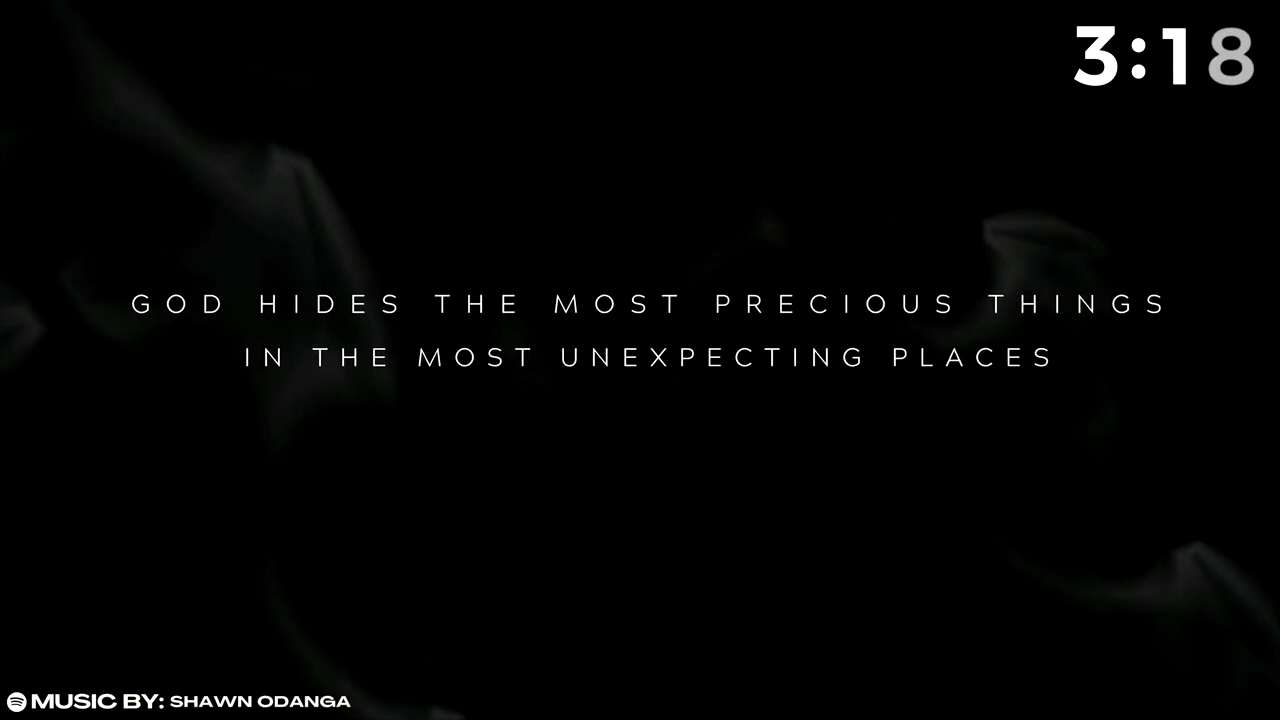 3:18
GOD HIDES THE MOST PRECIOUS THINGS
IN THE MOST UNEXPECTING PLACES
MUSIC BY: SHAWN ODANGA